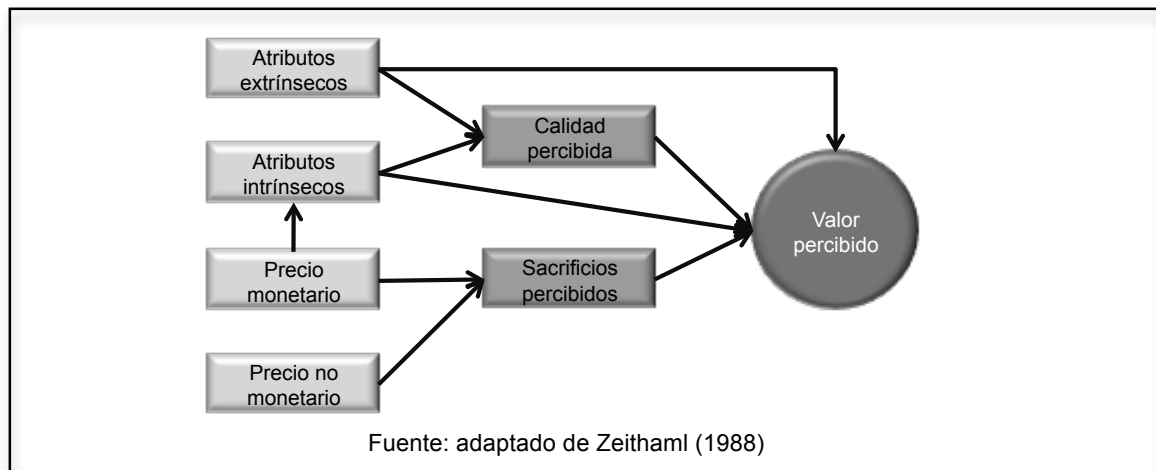 Atributos
extrínsecos
Calidad
percibida
Atributos
intrínsecos
Valor
percibido
Precio
monetario
Sacrificios
percibidos
Precio no
monetario
Fuente: adaptado de Zeithaml (1988)